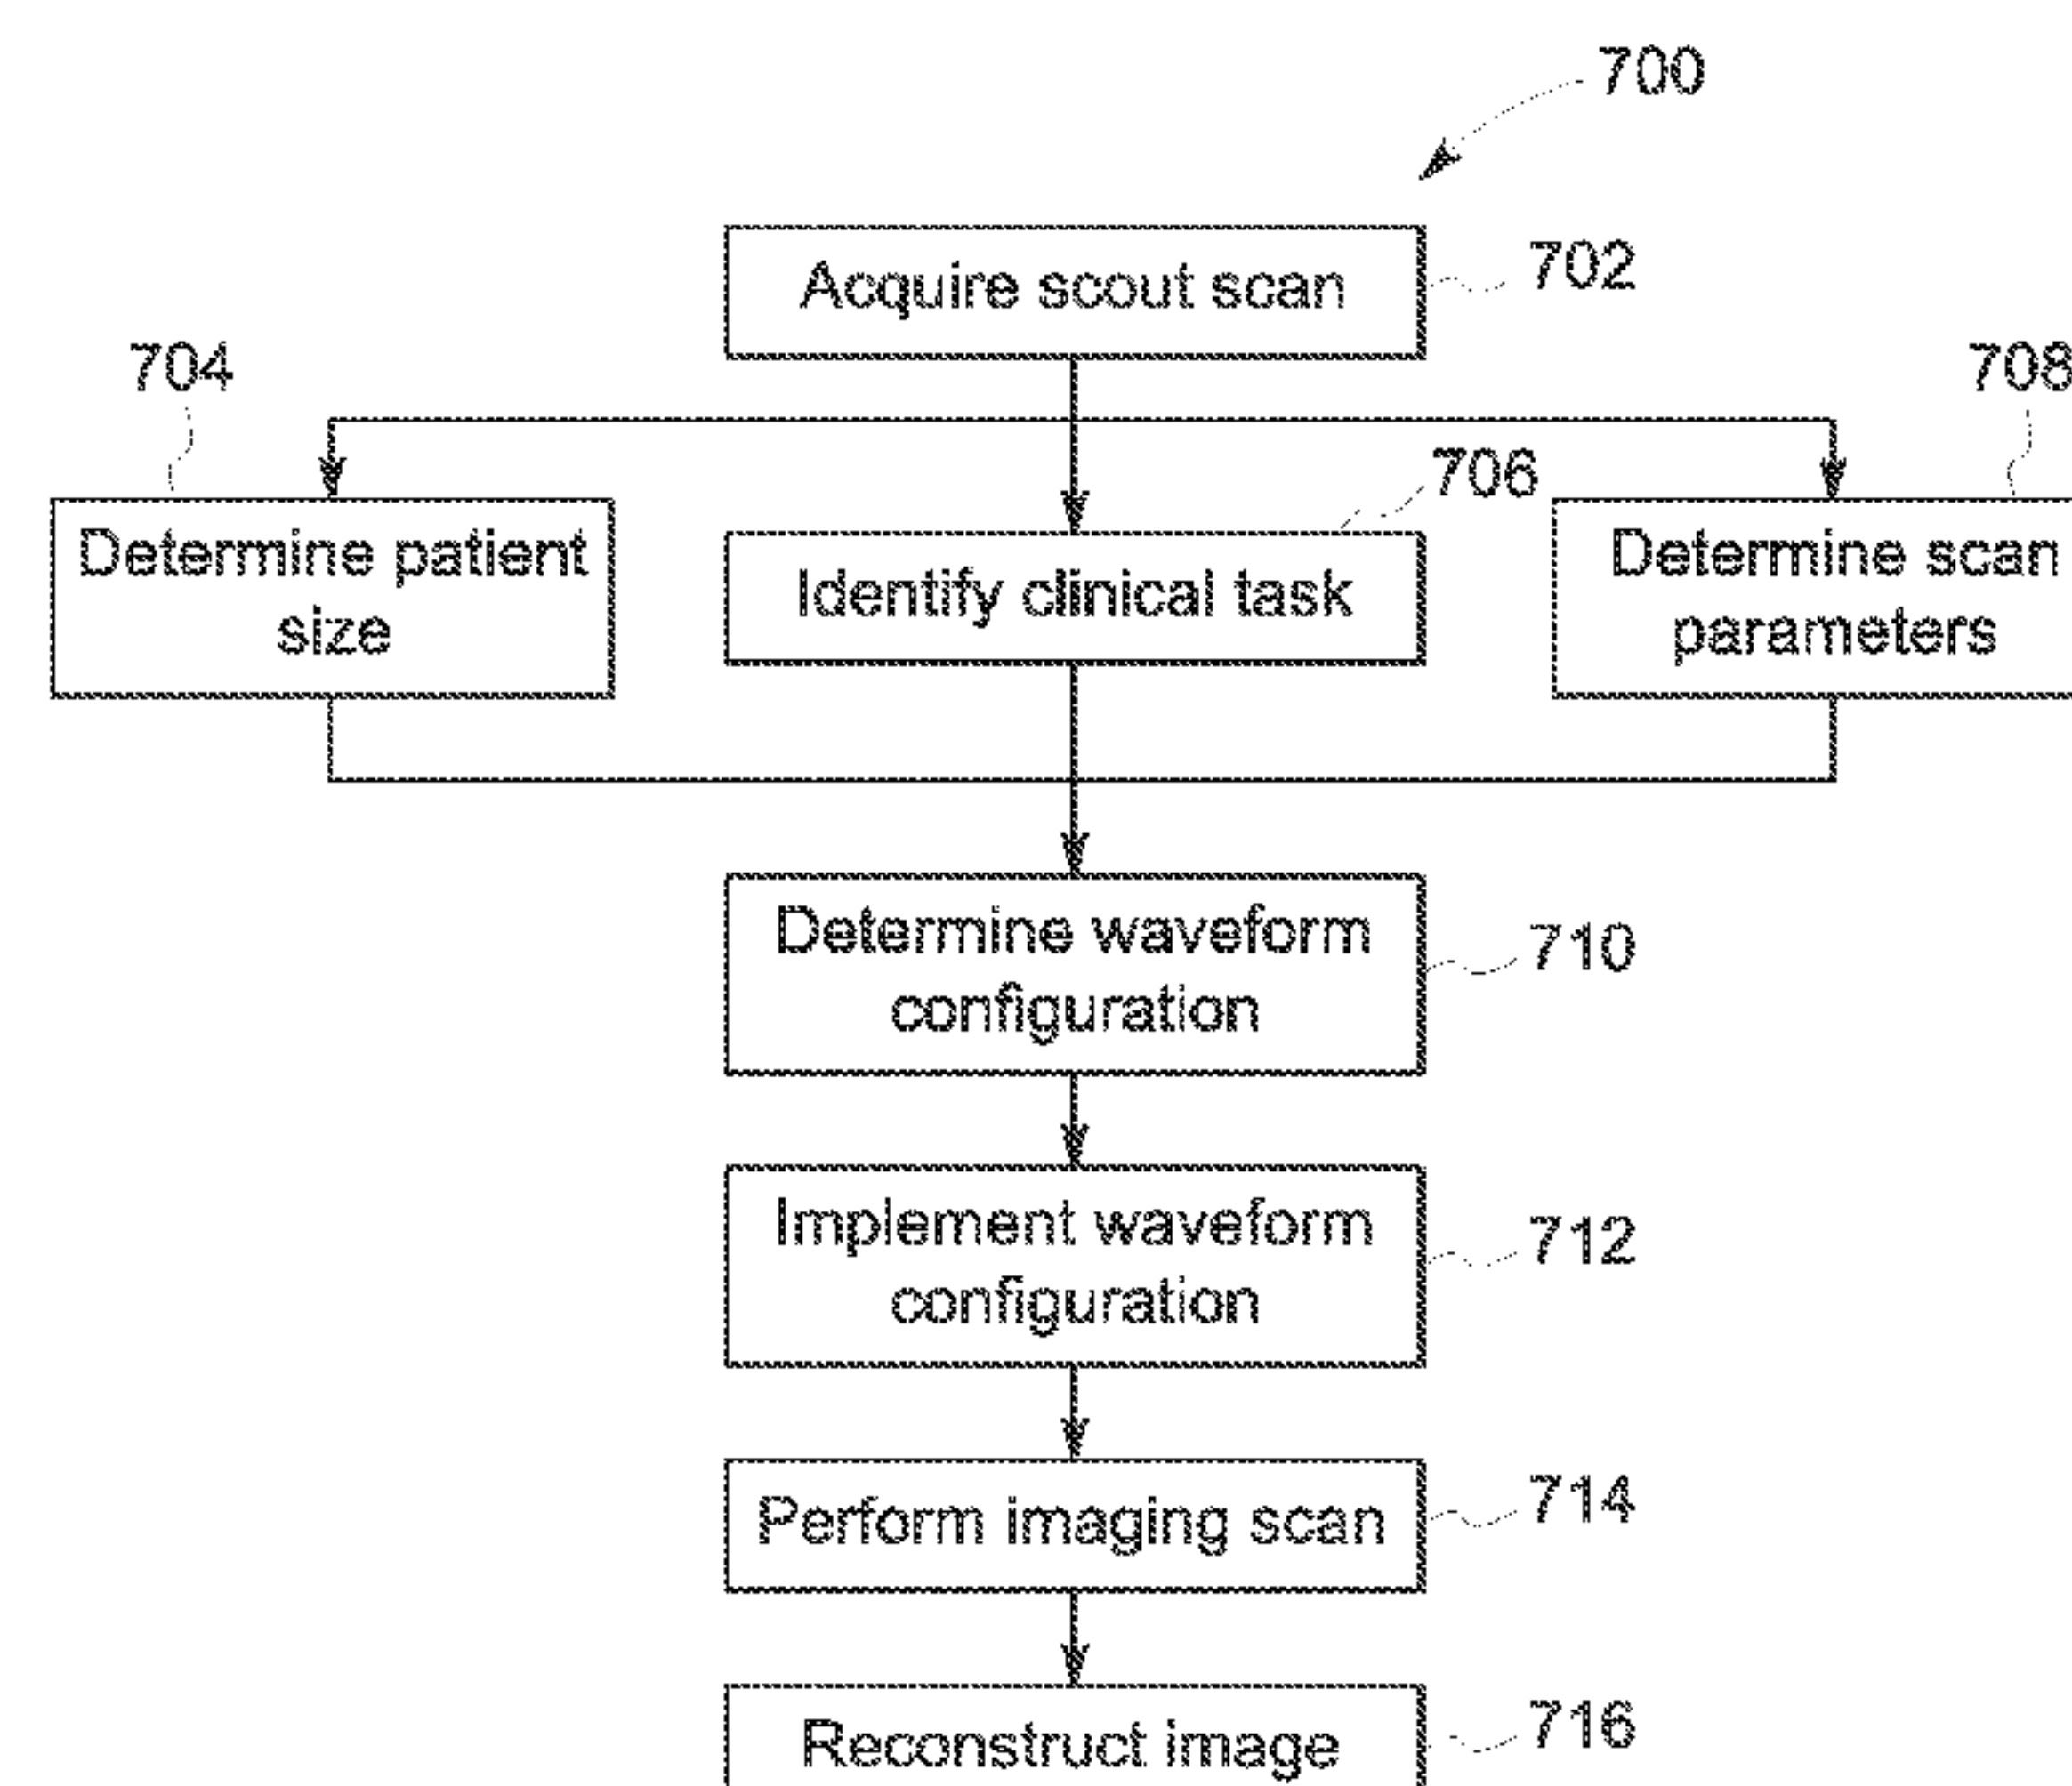 700
Acquire scout scan
702
704
708
706
Determine patient
size
Identify clinical task
Determine scan
parameters
Determine waveform
configuration
710
Implement waveform
configuration
712
Perform imaging scan
714
Reconstruct image
716